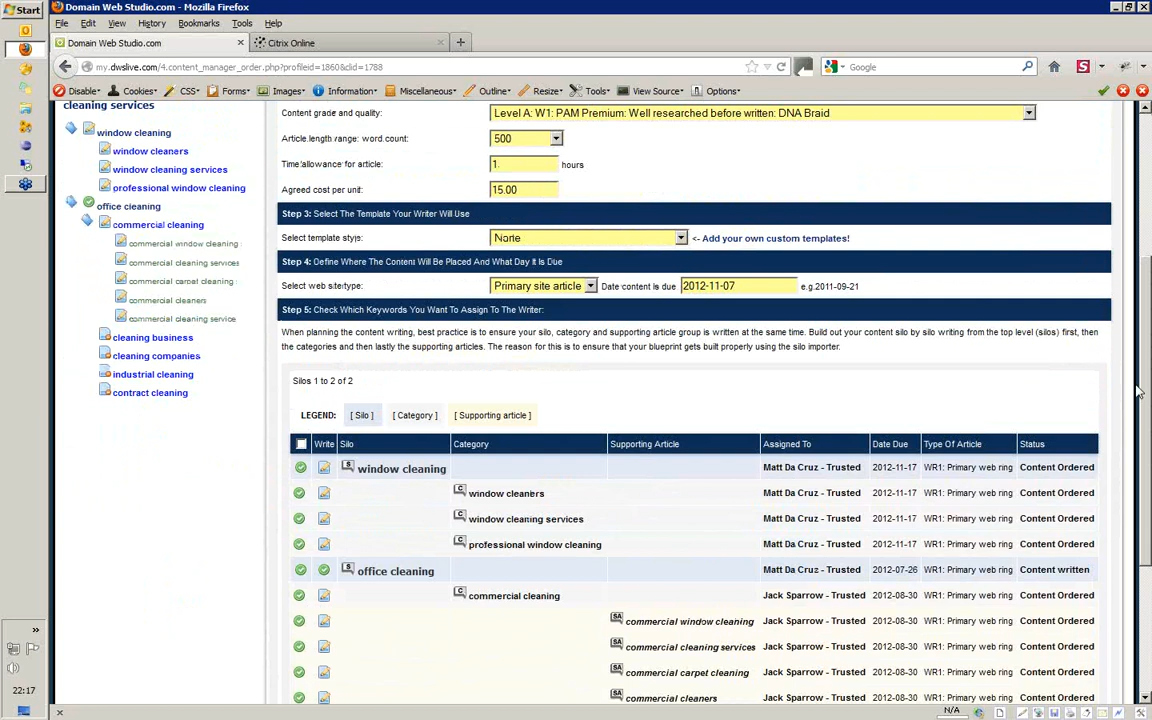 Start
Domain Web Studio.com - Mozilla Firefox
File Edit View History Bookmarks Tools Help
Domain Web Studio.com × Citrix Online × +
my.dwslive.com/4.content_manager_order.php?profileid=1860&clid=1788
Google
Disable Cookies CSS Forms Images Information Miscellaneous Outline Resize Tools View Source Options
cleaning services
window cleaning
window cleaners
window cleaning services
professional window cleaning
office cleaning
commercial cleaning
commercial window cleaning
commercial cleaning services
commercial carpet cleaning
commercial cleaners
commercial cleaning service
cleaning business
cleaning companies
industrial cleaning
contract cleaning
Content grade and quality: Level A: W1: PAM Premium: Well researched before written: DNA Braid
Article length range: word count: 500
Time allowance for article: 1. hours
Agreed cost per unit: 15.00
Step 3: Select The Template Your Writer Will Use
Select template style: None <- Add your own custom templates!
Step 4: Define Where The Content Will Be Placed And What Day It Is Due
Select web site type: Primary site article Date content is due 2012-11-07 e.g.2011-09-21
Step 5: Check Which Keywords You Want To Assign To The Writer:
When planning the content writing, best practice is to ensure your silo, category and supporting article group is written at the same time. Build out your content silo by silo writing from the top level (silos) first, then
the categories and then lastly the supporting articles. The reason for this is to ensure that your blueprint gets built properly using the silo importer.
Silos 1 to 2 of 2
LEGEND: [ Silo ] [ Category ] [ Supporting article ]
Write Silo Category Supporting Article Assigned To Date Due Type Of Article Status
S window cleaning Matt Da Cruz - Trusted 2012-11-17 WR1: Primary web ring Content Ordered
C window cleaners Matt Da Cruz - Trusted 2012-11-17 WR1: Primary web ring Content Ordered
C window cleaning services Matt Da Cruz - Trusted 2012-11-17 WR1: Primary web ring Content Ordered
C professional window cleaning Matt Da Cruz - Trusted 2012-11-17 WR1: Primary web ring Content Ordered
S office cleaning Matt Da Cruz - Trusted 2012-07-26 WR1: Primary web ring Content written
C commercial cleaning Jack Sparrow - Trusted 2012-08-30 WR1: Primary web ring Content Ordered
SA commercial window cleaning Jack Sparrow - Trusted 2012-08-30 WR1: Primary web ring Content Ordered
SA commercial cleaning services Jack Sparrow - Trusted 2012-08-30 WR1: Primary web ring Content Ordered
SA commercial carpet cleaning Jack Sparrow - Trusted 2012-08-30 WR1: Primary web ring Content Ordered
SA commercial cleaners Jack Sparrow - Trusted 2012-08-30 WR1: Primary web ring Content Ordered
22:17
N/A